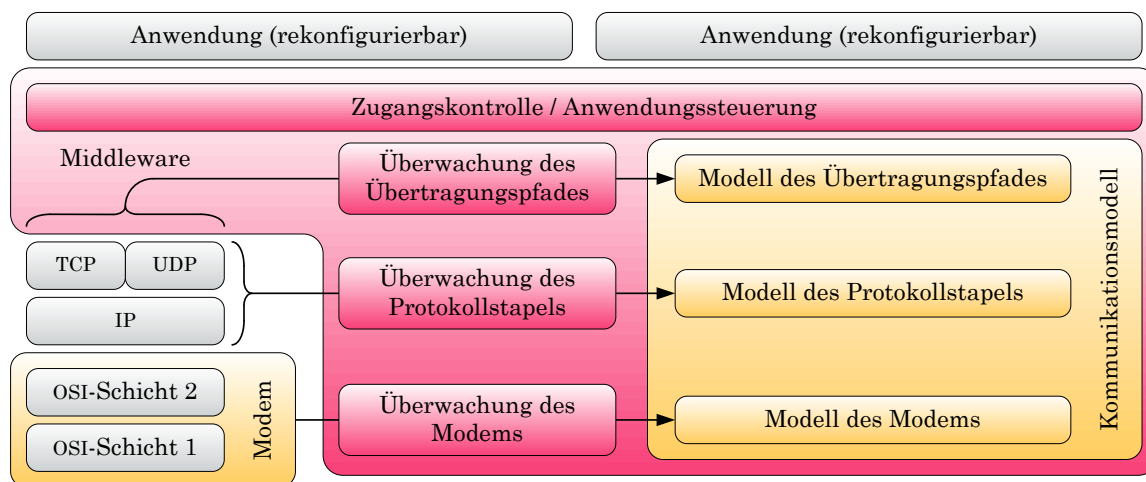 Anwendung (rekonfigurierbar)
Anwendung (rekonfigurierbar)
Zugangskontrolle / Anwendungssteuerung
Middleware
Überwachung des
Übertragungspfades
Modell des Übertragungspfades
TCP
UDP
IP
Überwachung des
Protokollstapels
Modell des Protokollstapels
OSI-Schicht 2
OSI-Schicht 1
Modem
Überwachung des
Modems
Modell des Modems
Kommunikationsmodell